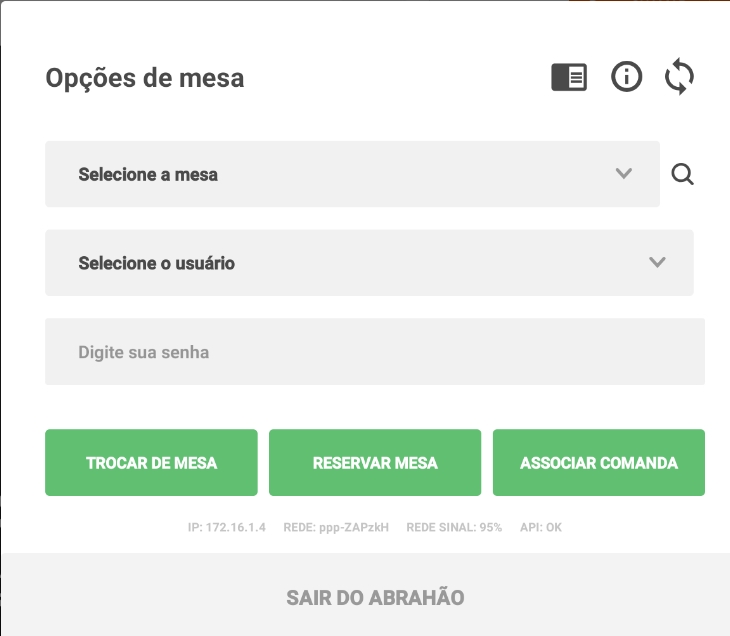 Opções de mesa
Selecione a mesa
Selecione o usuário
Digite sua senha
TROCAR DE MESA RESERVAR MESA ASSOCIAR COMANDA
IP: 172.16.1.4 REDE: ppp-ZAPzkH REDE SINAL: 95% API: OK
SAIR DO ABRAHÃO